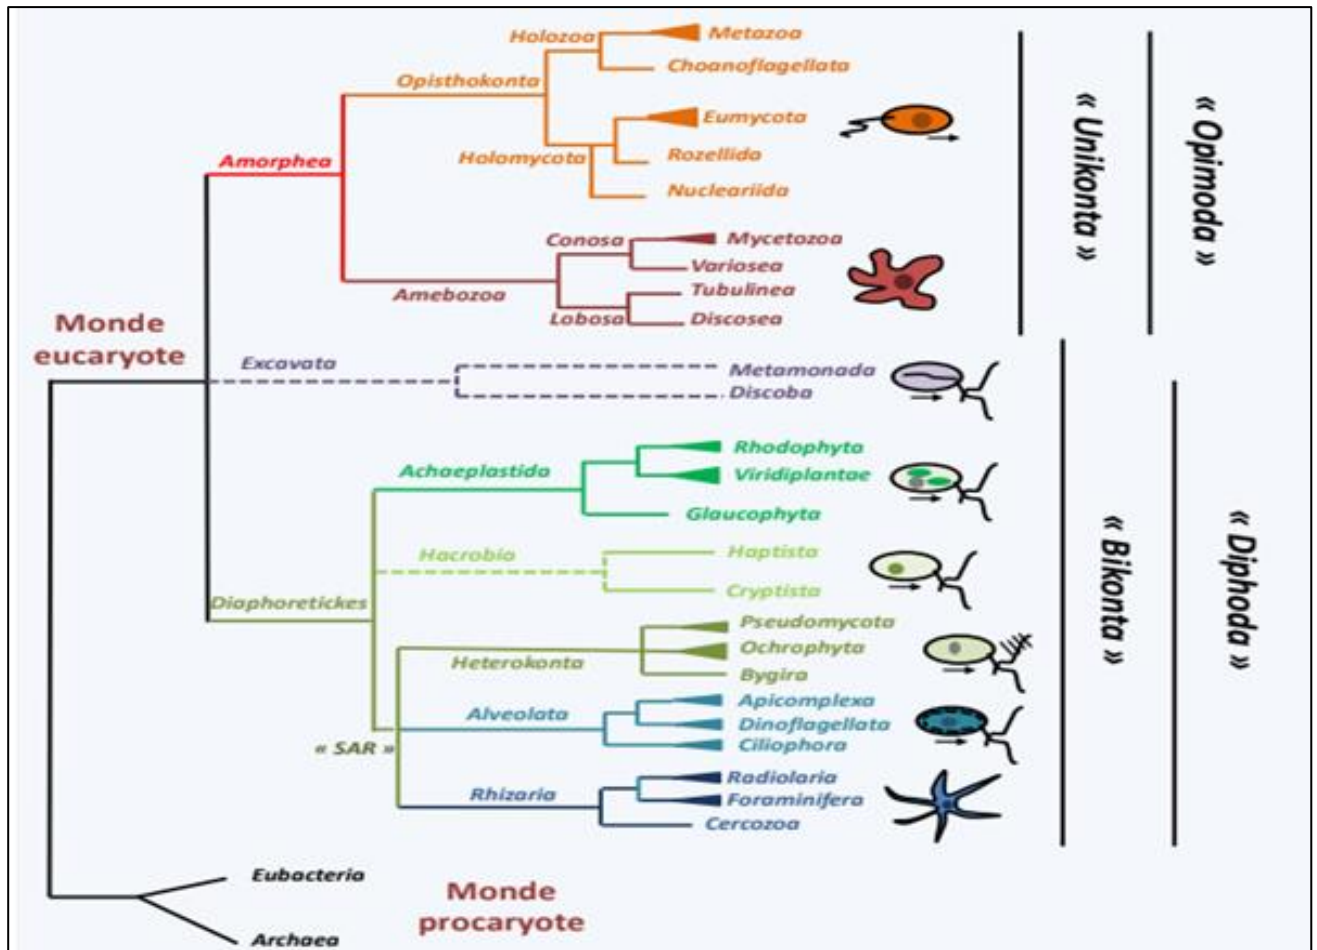 Holozoa
Metazoa
Choanoflagellata
Opisthokonta
Eumycota
Holomycota
Rozellida
Nucleariida
Amorphea
Conosa
Mycetozoa
Variosea
Amebozoa
Tubulinea
Lobosa
Discosea
« Unikonta »
« Opimoda »
Monde
eucaryote
Excavata
Metamonada
Discoba
Achaeplastida
Rhodophyta
Viridiplantae
Glaucophyta
Hacrobia
Haptista
Cryptista
Diaphoretickes
Pseudomycota
Heterokonta
Ochrophyta
Bygira
Alveolata
Apicomplexa
Dinoflagellata
Ciliophora
« SAR »
Rhizaria
Radiolaria
Foraminifera
Cercozoa
« Bikonta »
« Diphoda »
Eubacteria
Archaea
Monde
procaryote